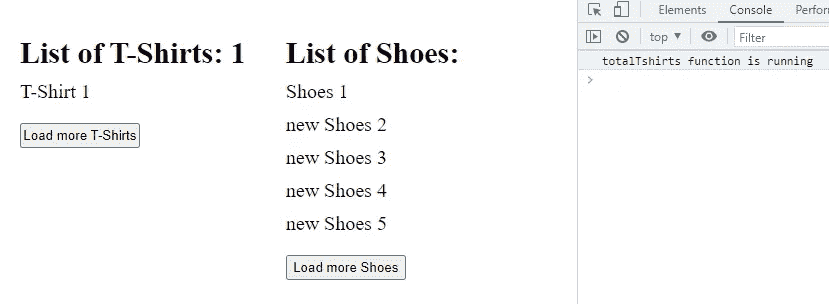 List of T-Shirts: 1
T-Shirt 1
Load more T-Shirts
List of Shoes:
Shoes 1
new Shoes 2
new Shoes 3
new Shoes 4
new Shoes 5
Load more Shoes
Elements Console Perfor
top Filter
totalTshirts function is running